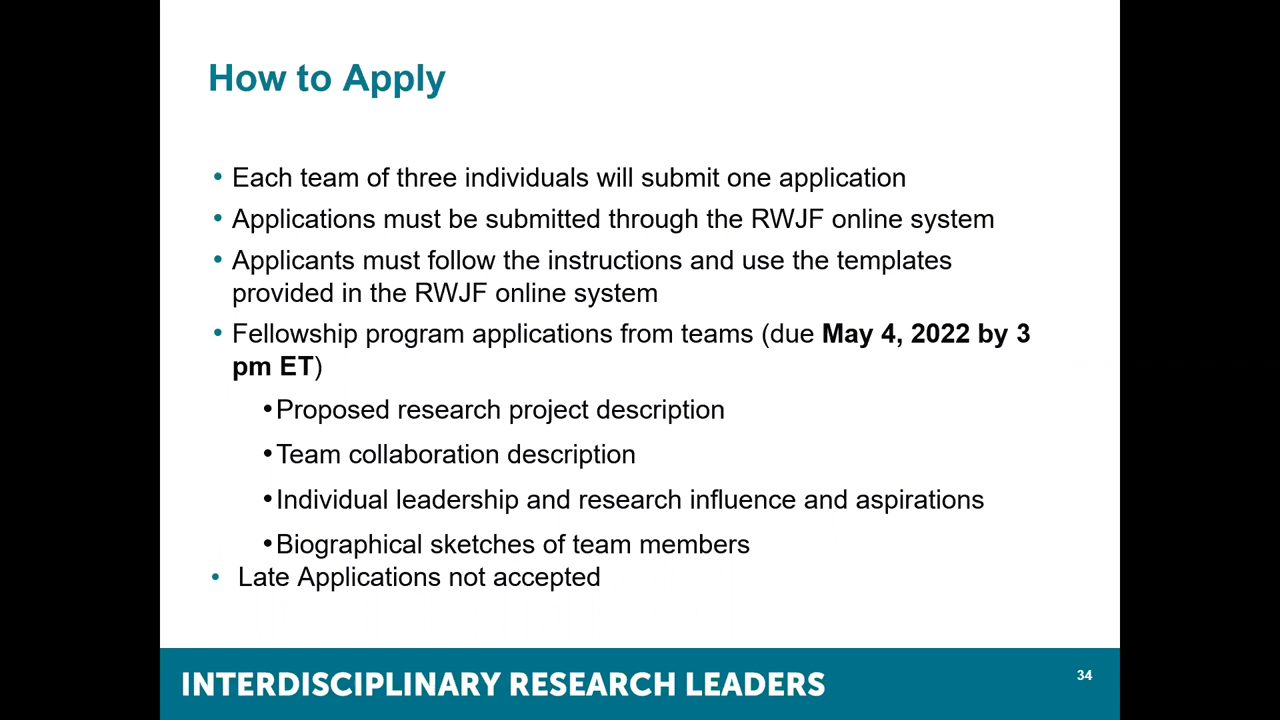 How to Apply
• Each team of three individuals will submit one application
• Applications must be submitted through the RWJF online system
• Applicants must follow the instructions and use the templates
provided in the RWJF online system
• Fellowship program applications from teams (due May 4, 2022 by 3
pm ET)
•Proposed research project description
•Team collaboration description
•Individual leadership and research influence and aspirations
•Biographical sketches of team members
• Late Applications not accepted
INTERDISCIPLINARY RESEARCH LEADERS
34